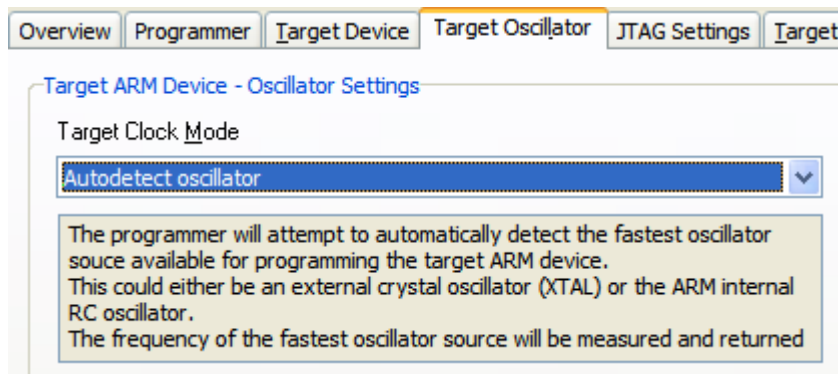 Overview Programmer Target Device Target Oscillator JTAG Settings Target
Target ARM Device - Oscillator Settings
Target Clock Mode
Autodetect oscillator
The programmer will attempt to automatically detect the fastest oscillator
souce available for programming the target ARM device.
This could either be an external crystal oscillator (XTAL) or the ARM internal
RC oscillator.
The frequency of the fastest oscillator source will be measured and returned